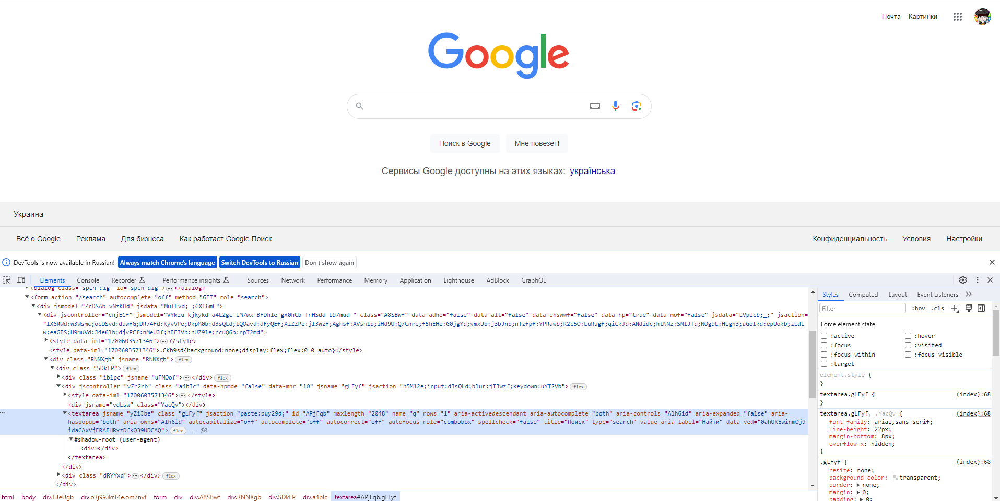 Почта Картинки
Google
Поиск в Google Мне повезёт!
Сервисы Google доступны на этих языках: українська
Украина
Всё о Google Реклама Для бизнеса Как работает Google Поиск Конфиденциальность Условия Настройки
DevTools is now available in Russian! Always match Chrome's language Switch DevTools to Russian Don't show again
Elements Console Recorder Performance insights Sources Network Performance Memory Application Lighthouse AdBlock GraphQL
<dialog class="spch-dlg" id="spch-dlg">…</dialog>
<form action="/search" autocomplete="off" method="GET" role="search">
<div jsmodel="ZrDSAb vNzKHd" jsdata="MuIEvd;_;CXL6mE">
<div jscontroller="cnjECf" jsmodel="VYkzu kjkykd a4L2gc LM7wx BFDhle gx0hCb TnHSdd L97mud " class="A8SBwf" data-adhe="false" data-alt="false" data-ehswwf="false" data-hp="true" data-mof="false" jsdata="LVplcb;_;" jsaction=
"lX6RWd:w3Wsmc;ocDSvd:duwfG;DR74Fd:KyvVPe;DkpM0b:d3sQLd;IQOavd:dFyQEf;XzZZPe:jI3wzf;Aghsf:AVsnlb;iHd9U:Q7Cnrc;f5hEHe:G0jgYd;vmxUb:j3bJnb;nTzfpf:YPRawb;R2c5O:LuRugf;qiCkJd:ANdidc;htNNz:SNIJTd;NOg9L:HLgh3;uGoIkd:epUokb;zLdL
w:eaGBS;H9muVd:J4e6lb;djyPCf:nMeUJf;hBEIVb:nUZ9le;rcuQ6b:npT2md">
<style data-iml="1700603571346">…</style>
<style data-iml="1700603571346">.CKb9sd{background:none;display:flex;flex:0 0 auto}</style>
<div class="RNNXgb" jsname="RNNXgb"> flex
<div class="SDkEP"> flex
<div class="iblpc" jsname="uFMOof">…</div> flex
<div jscontroller="vZr2rb" class="a4bIc" data-hpmde="false" data-mnr="10" jsname="gLFyf" jsaction="h5M12e;input:d3sQLd;blur:jI3wzf;keydown:uYT2Vb"> flex
<style data-iml="1700603571346">…</style>
<div jsname="vdLsw" class="YacQv"></div>
… <textarea jsname="yZiJbe" class="gLFyf" jsaction="paste:puy29d;" id="APjFqb" maxlength="2048" name="q" rows="1" aria-activedescendant aria-autocomplete="both" aria-controls="Alh6id" aria-expanded="false" aria-
haspopup="both" aria-owns="Alh6id" autocapitalize="off" autocomplete="off" autocorrect="off" autofocus role="combobox" spellcheck="false" title="Поиск" type="search" value aria-label="Найти" data-ved="0ahUKEwinmOj9
idaCAxVjFRAIHRxzDfkQ39UDCAQ"> flex == $0
#shadow-root (user-agent)
<div></div>
</textarea>
</div>
<div class="dRYYxd">…</div> flex
</div>
html body div.L3eUgb div.o3j99.ikrT4e.om7nvf form div div.A8SBwf div.RNNXgb div.SDkEP div.a4bIc textarea#APjFqb.gLFyf
Styles Computed Layout Event Listeners
Filter :hov .cls
Force element state
:active :hover
:focus :visited
:focus-within :focus-visible
:target
element.style {
}
textarea.gLFyf { (index):68
}
textarea.gLFyf, .YacQv { (index):68
font-family: arial,sans-serif;
line-height: 22px;
margin-bottom: 8px;
overflow-x: hidden;
}
.gLFyf { (index):68
resize: none;
background-color: transparent;
border: none;
margin: 0;
padding: 0;